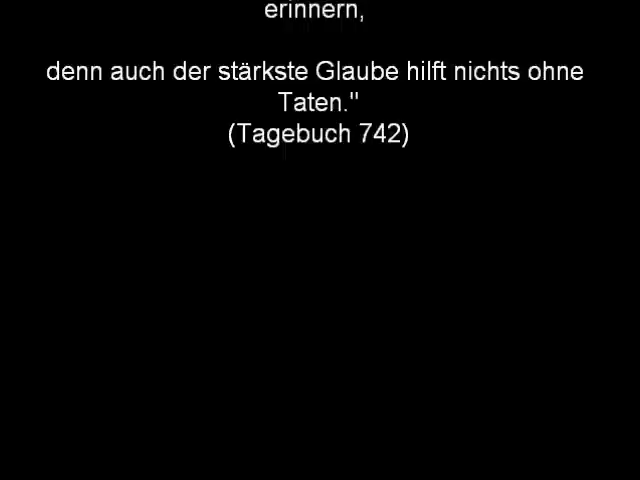 erinnern,
denn auch der stärkste Glaube hilft nichts ohne
Taten."
(Tagebuch 742)